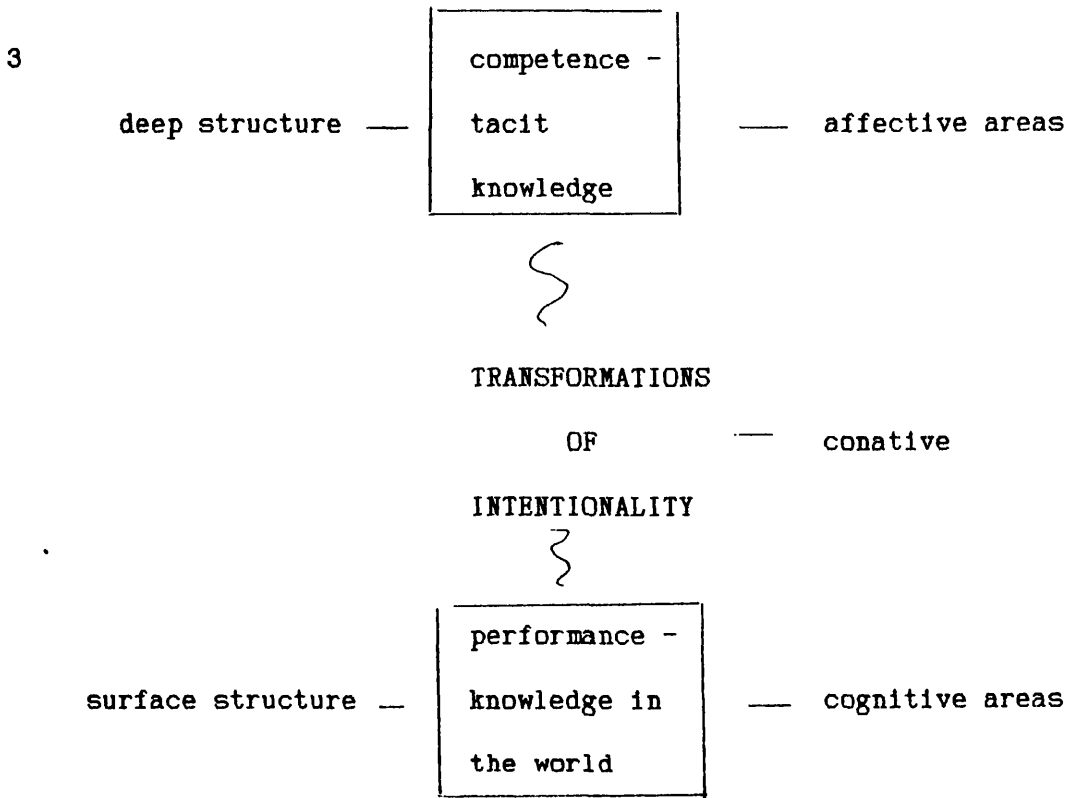 3
competence -
deep structure — tacit — affective areas
knowledge
TRANSFORMATIONS
OF — conative
INTENTIONALITY
performance -
surface structure — knowledge in — cognitive areas
the world